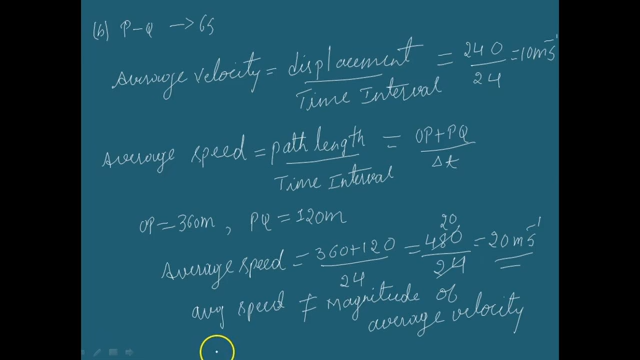 (b) P-Q → 6s
Average velocity = displacement / Time Interval = 240 / 24 = 10ms⁻¹
Average speed = path length / Time Interval = OP+PQ / Δt
OP = 360m , PQ = 120m
Average speed = 360+120 / 24 = 480 / 24 = 20 ms⁻¹
20
avg speed ≠ Magnitude of
average velocity